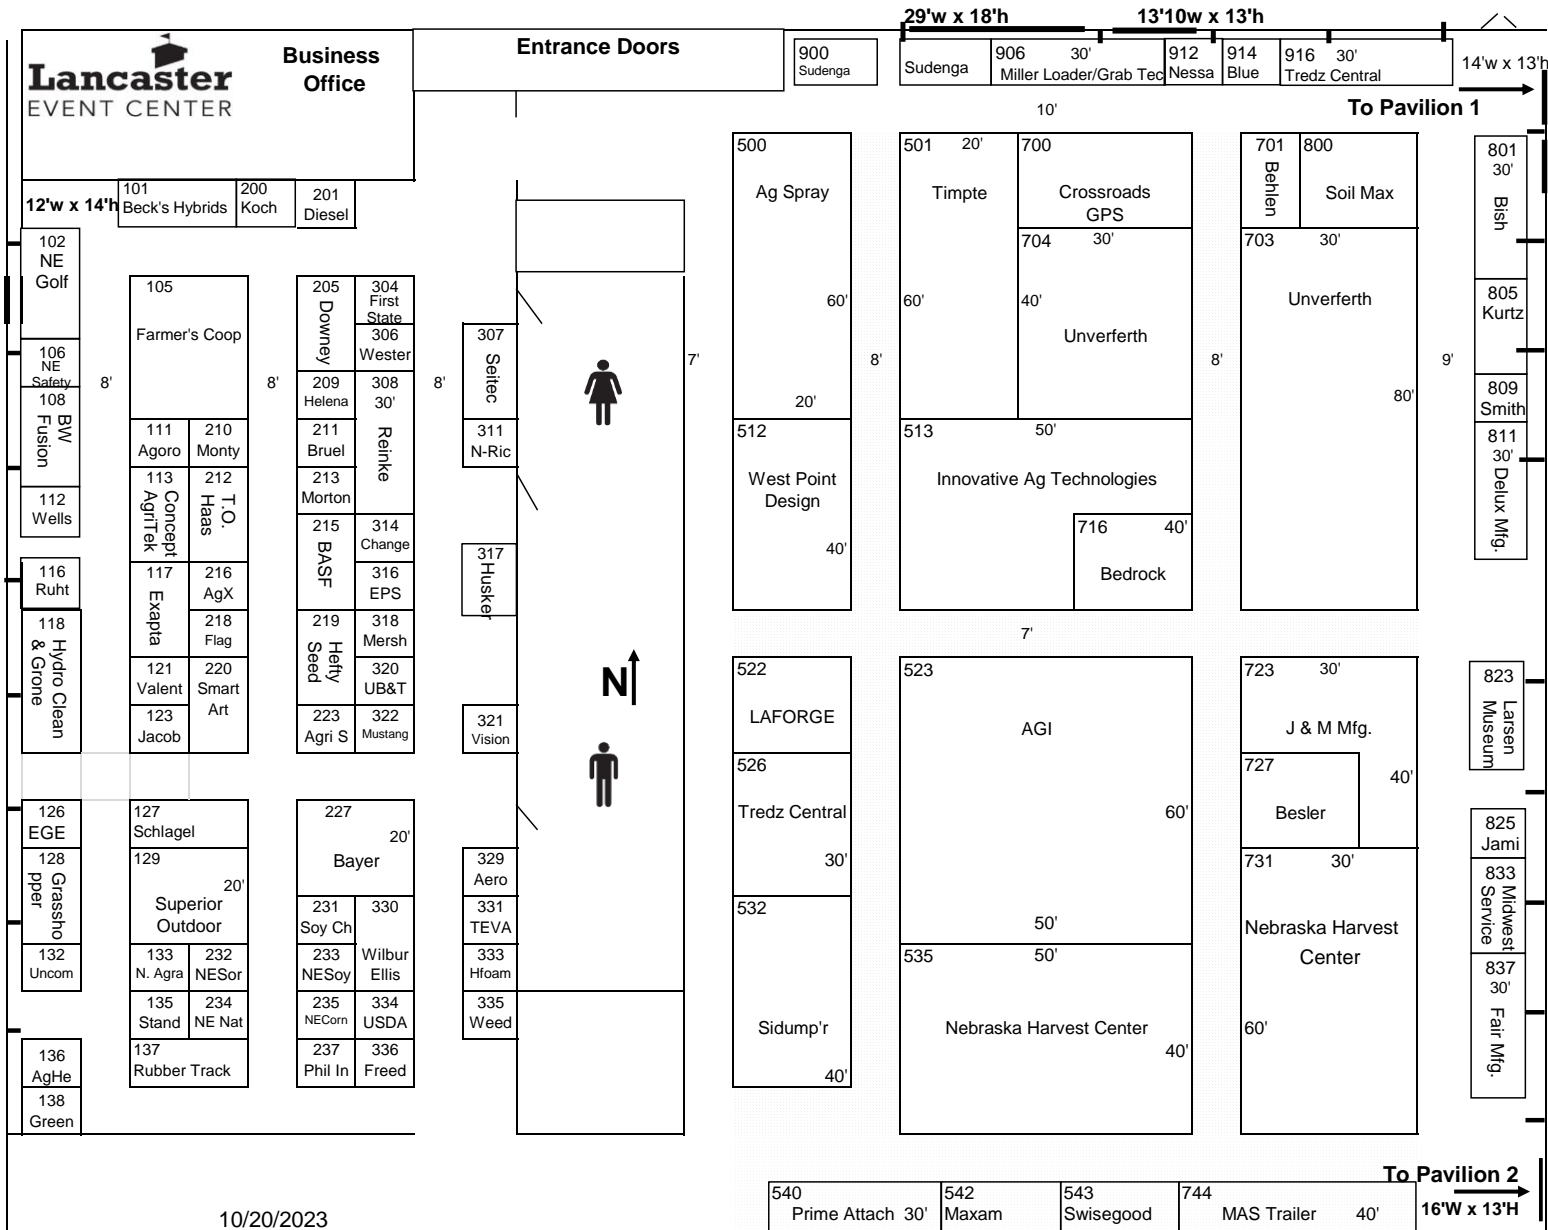 29'w x 18'h
13'10w x 13'h
Lancaster
EVENT CENTER
Business
Office
Entrance Doors
900
Sudenga
Sudenga
906 30'
Miller Loader/Grab Tec
912
Nessa
914
Blue
916 30'
Tredz Central
14'w x 13'h
To Pavilion 1
10'
12'w x 14'h
101
Beck's Hybrids
200
Koch
201
Diesel
102
NE
Golf
106
NE
Safety
108
BW
Fusion
112
Wells
116
Ruht
118
Hydro Clean
& Grone
126
EGE
128
Grassho
pper
132
Uncom
136
AgHe
138
Green
8'
105
Farmer's Coop
111
Agoro
210
Monty
113
Concept
AgriTek
212
T.O.
Haas
117
Exapta
216
AgX
218
Flag
121
Valent
220
Smart
Art
123
Jacob
127
Schlagel
129
20'
Superior
Outdoor
133
N. Agra
232
NESor
135
Stand
234
NE Nat
137
Rubber Track
8'
205
Downey
304
First
State
306
Wester
209
Helena
308
30'
Reinke
211
Bruel
213
Morton
215
BASF
314
Change
316
EPS
219
Hefty
Seed
318
Mersh
320
UB&T
223
Agri S
322
Mustang
227
20'
Bayer
231
Soy Ch
330
Wilbur
Ellis
233
NESoy
235
NECorn
334
USDA
237
Phil In
336
Freed
8'
307
Seitec
311
N-Ric
317
Husker
321
Vision
329
Aero
331
TEVA
333
Hfoam
335
Weed
N
7'
500
Ag Spray
60'
20'
512
West Point
Design
40'
522
LAFORGE
526
Tredz Central
30'
532
Sidump'r
40'
8'
501 20'
Timpte
60'
700
Crossroads
GPS
704 30'
40'
Unverferth
513 50'
Innovative Ag Technologies
716 40'
Bedrock
7'
523
AGI
60'
50'
535 50'
Nebraska Harvest Center
40'
8'
701
Behlen
800
Soil Max
703 30'
Unverferth
80'
723 30'
J & M Mfg.
40'
727
Besler
731 30'
Nebraska Harvest
Center
60'
9'
801
30'
Bish
805
Kurtz
809
Smith
811
30'
Delux Mfg.
823
Larsen
Museum
825
Jami
833
Midwest
Service
837
30'
Fair Mfg.
To Pavilion 2
16'W x 13'H
540
Prime Attach 30'
542
Maxam
543
Swisegood
744
MAS Trailer 40'
10/20/2023